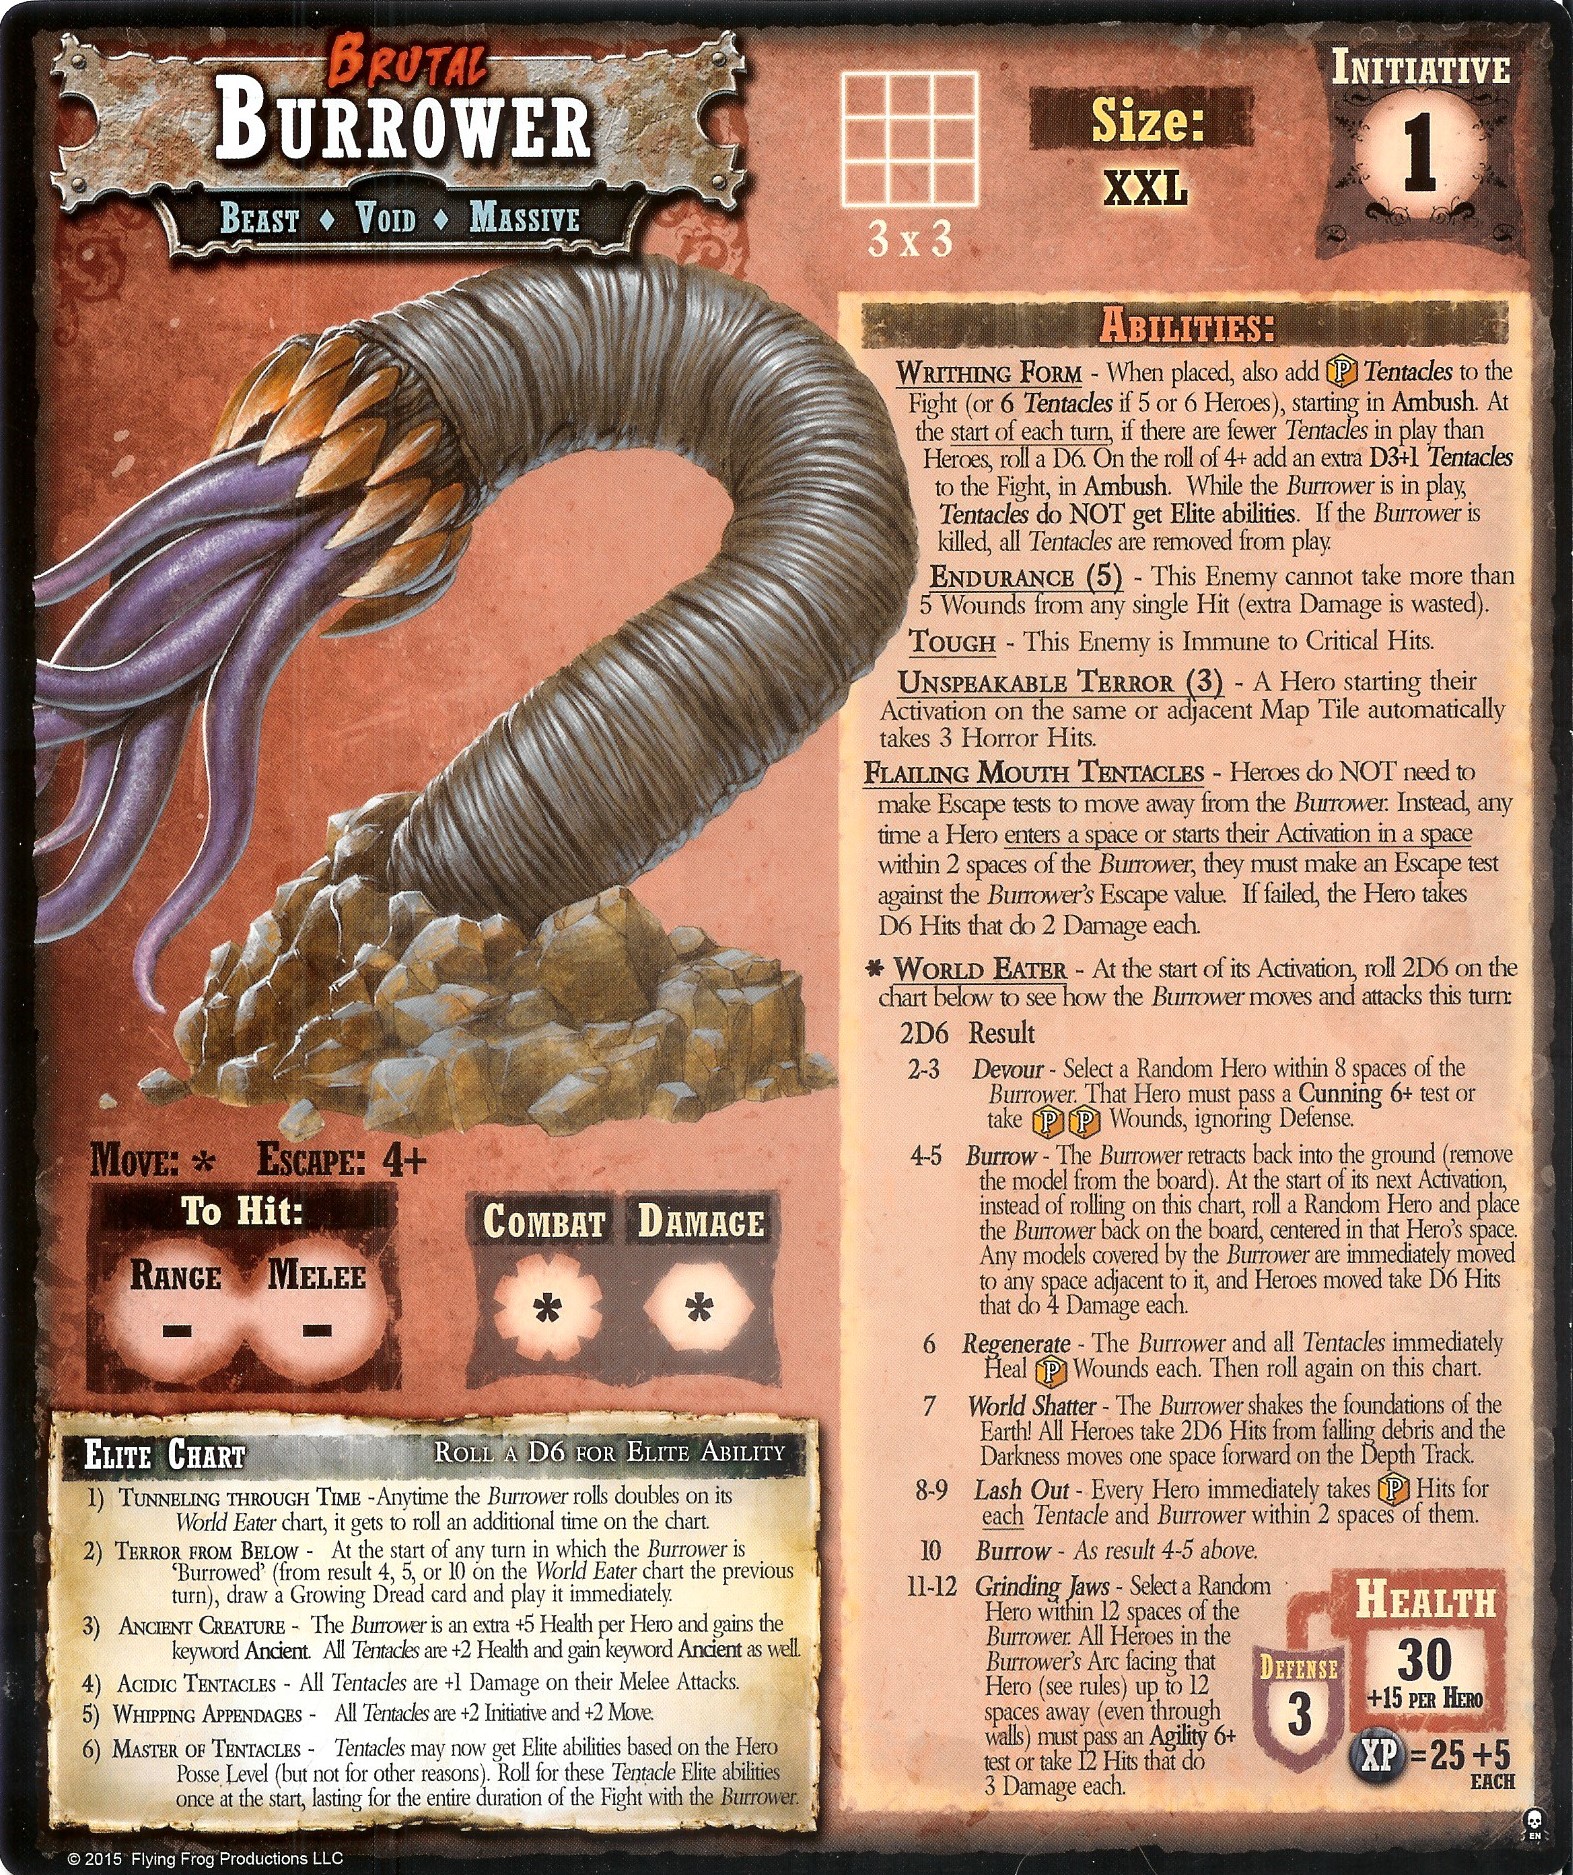 BRUTAL
BURROWER
BEAST ♦ VOID ♦ MASSIVE
3 x 3
Size:
XXL
INITIATIVE
1
ABILITIES:
WRITHING FORM - When placed, also add P Tentacles to the
Fight (or 6 Tentacles if 5 or 6 Heroes), starting in Ambush. At
the start of each turn, if there are fewer Tentacles in play than
Heroes, roll a D6. On the roll of 4+ add an extra D3+1 Tentacles
to the Fight, in Ambush. While the Burrower is in play,
Tentacles do NOT get Elite abilities. If the Burrower is
killed, all Tentacles are removed from play.
ENDURANCE (5) - This Enemy cannot take more than
5 Wounds from any single Hit (extra Damage is wasted).
TOUGH - This Enemy is Immune to Critical Hits.
UNSPEAKABLE TERROR (3) - A Hero starting their
Activation on the same or adjacent Map Tile automatically
takes 3 Horror Hits.
FLAILING MOUTH TENTACLES - Heroes do NOT need to
make Escape tests to move away from the Burrower. Instead, any
time a Hero enters a space or starts their Activation in a space
within 2 spaces of the Burrower, they must make an Escape test
against the Burrower's Escape value. If failed, the Hero takes
D6 Hits that do 2 Damage each.
* WORLD EATER - At the start of its Activation, roll 2D6 on the
chart below to see how the Burrower moves and attacks this turn:
2D6 Result
2-3 Devour - Select a Random Hero within 8 spaces of the
Burrower. That Hero must pass a Cunning 6+ test or
take P P Wounds, ignoring Defense.
4-5 Burrow - The Burrower retracts back into the ground (remove
the model from the board). At the start of its next Activation,
instead of rolling on this chart, roll a Random Hero and place
the Burrower back on the board, centered in that Hero's space.
Any models covered by the Burrower are immediately moved
to any space adjacent to it, and Heroes moved take D6 Hits
that do 4 Damage each.
6 Regenerate - The Burrower and all Tentacles immediately
Heal P Wounds each. Then roll again on this chart.
7 World Shatter - The Burrower shakes the foundations of the
Earth! All Heroes take 2D6 Hits from falling debris and the
Darkness moves one space forward on the Depth Track.
8-9 Lash Out - Every Hero immediately takes P Hits for
each Tentacle and Burrower within 2 spaces of them.
10 Burrow - As result 4-5 above.
11-12 Grinding Jaws - Select a Random
Hero within 12 spaces of the
Burrower. All Heroes in the
Burrower's Arc facing that
Hero (see rules) up to 12
spaces away (even through
walls) must pass an Agility 6+
test or take 12 Hits that do
3 Damage each.
MOVE: * ESCAPE: 4+
To Hit:
RANGE MELEE
- -
COMBAT DAMAGE
* *
ELITE CHART ROLL A D6 FOR ELITE ABILITY
1) TUNNELING THROUGH TIME -Anytime the Burrower rolls doubles on its
World Eater chart, it gets to roll an additional time on the chart.
2) TERROR FROM BELOW - At the start of any turn in which the Burrower is
'Burrowed' (from result 4, 5, or 10 on the World Eater chart the previous
turn), draw a Growing Dread card and play it immediately.
3) ANCIENT CREATURE - The Burrower is an extra +5 Health per Hero and gains the
keyword Ancient. All Tentacles are +2 Health and gain keyword Ancient as well.
4) ACIDIC TENTACLES - All Tentacles are +1 Damage on their Melee Attacks.
5) WHIPPING APPENDAGES - All Tentacles are +2 Initiative and +2 Move.
6) MASTER OF TENTACLES - Tentacles may now get Elite abilities based on the Hero
Posse Level (but not for other reasons). Roll for these Tentacle Elite abilities
once at the start, lasting for the entire duration of the Fight with the Burrower.
DEFENSE
3
HEALTH
30
+15 PER HERO
XP = 25 +5
EACH
EN
© 2015 Flying Frog Productions LLC